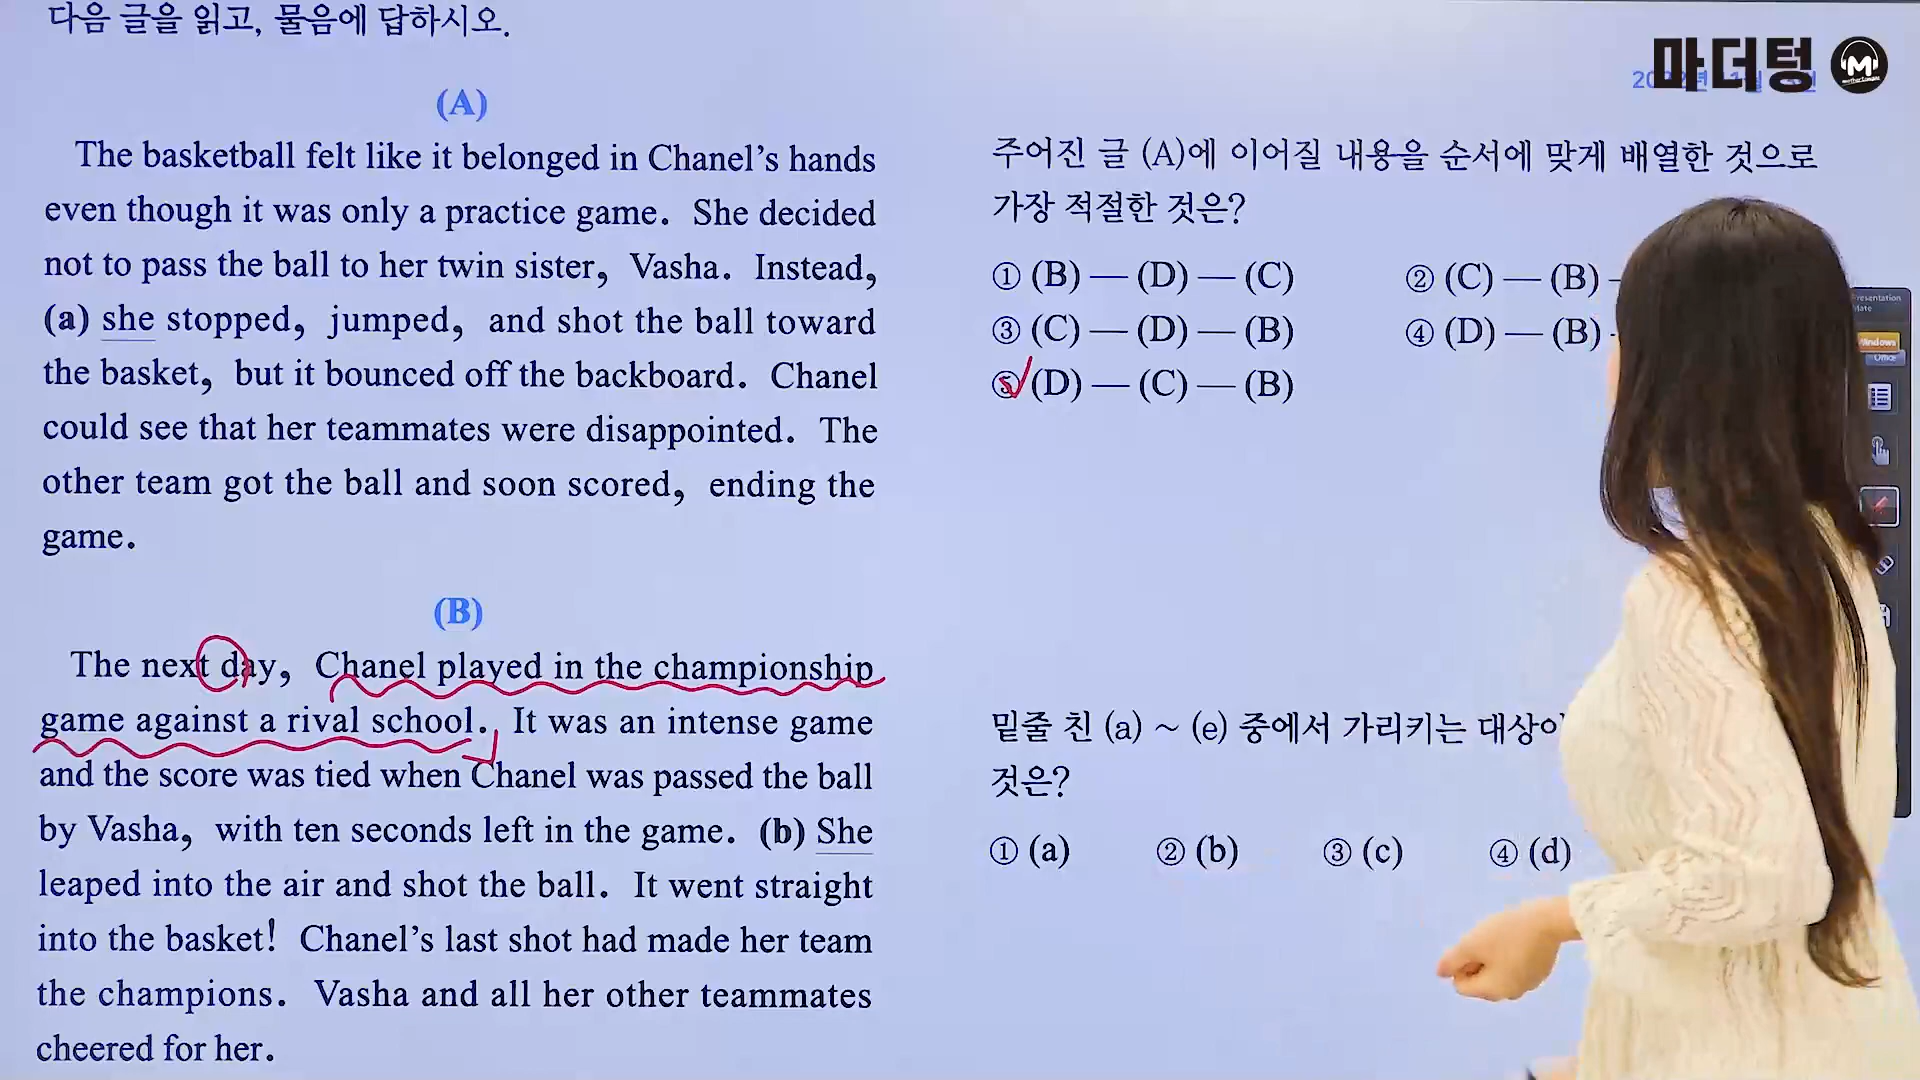 다음 글을 읽고, 물음에 답하시오.
마더텅
(A)
The basketball felt like it belonged in Chanel's hands
even though it was only a practice game. She decided
not to pass the ball to her twin sister, Vasha. Instead,
(a) she stopped, jumped, and shot the ball toward
the basket, but it bounced off the backboard. Chanel
could see that her teammates were disappointed. The
other team got the ball and soon scored, ending the
game.
(B)
The next day, Chanel played in the championship
game against a rival school. It was an intense game
and the score was tied when Chanel was passed the ball
by Vasha, with ten seconds left in the game. (b) She
leaped into the air and shot the ball. It went straight
into the basket! Chanel's last shot had made her team
the champions. Vasha and all her other teammates
cheered for her.
주어진 글 (A)에 이어질 내용을 순서에 맞게 배열한 것으로
가장 적절한 것은?
① (B) — (D) — (C)
② (C) — (B)
③ (C) — (D) — (B)
④ (D) — (B)
⑤ (D) — (C) — (B)
밑줄 친 (a) ~ (e) 중에서 가리키는
것은?
① (a) ② (b) ③ (c) ④ (d)